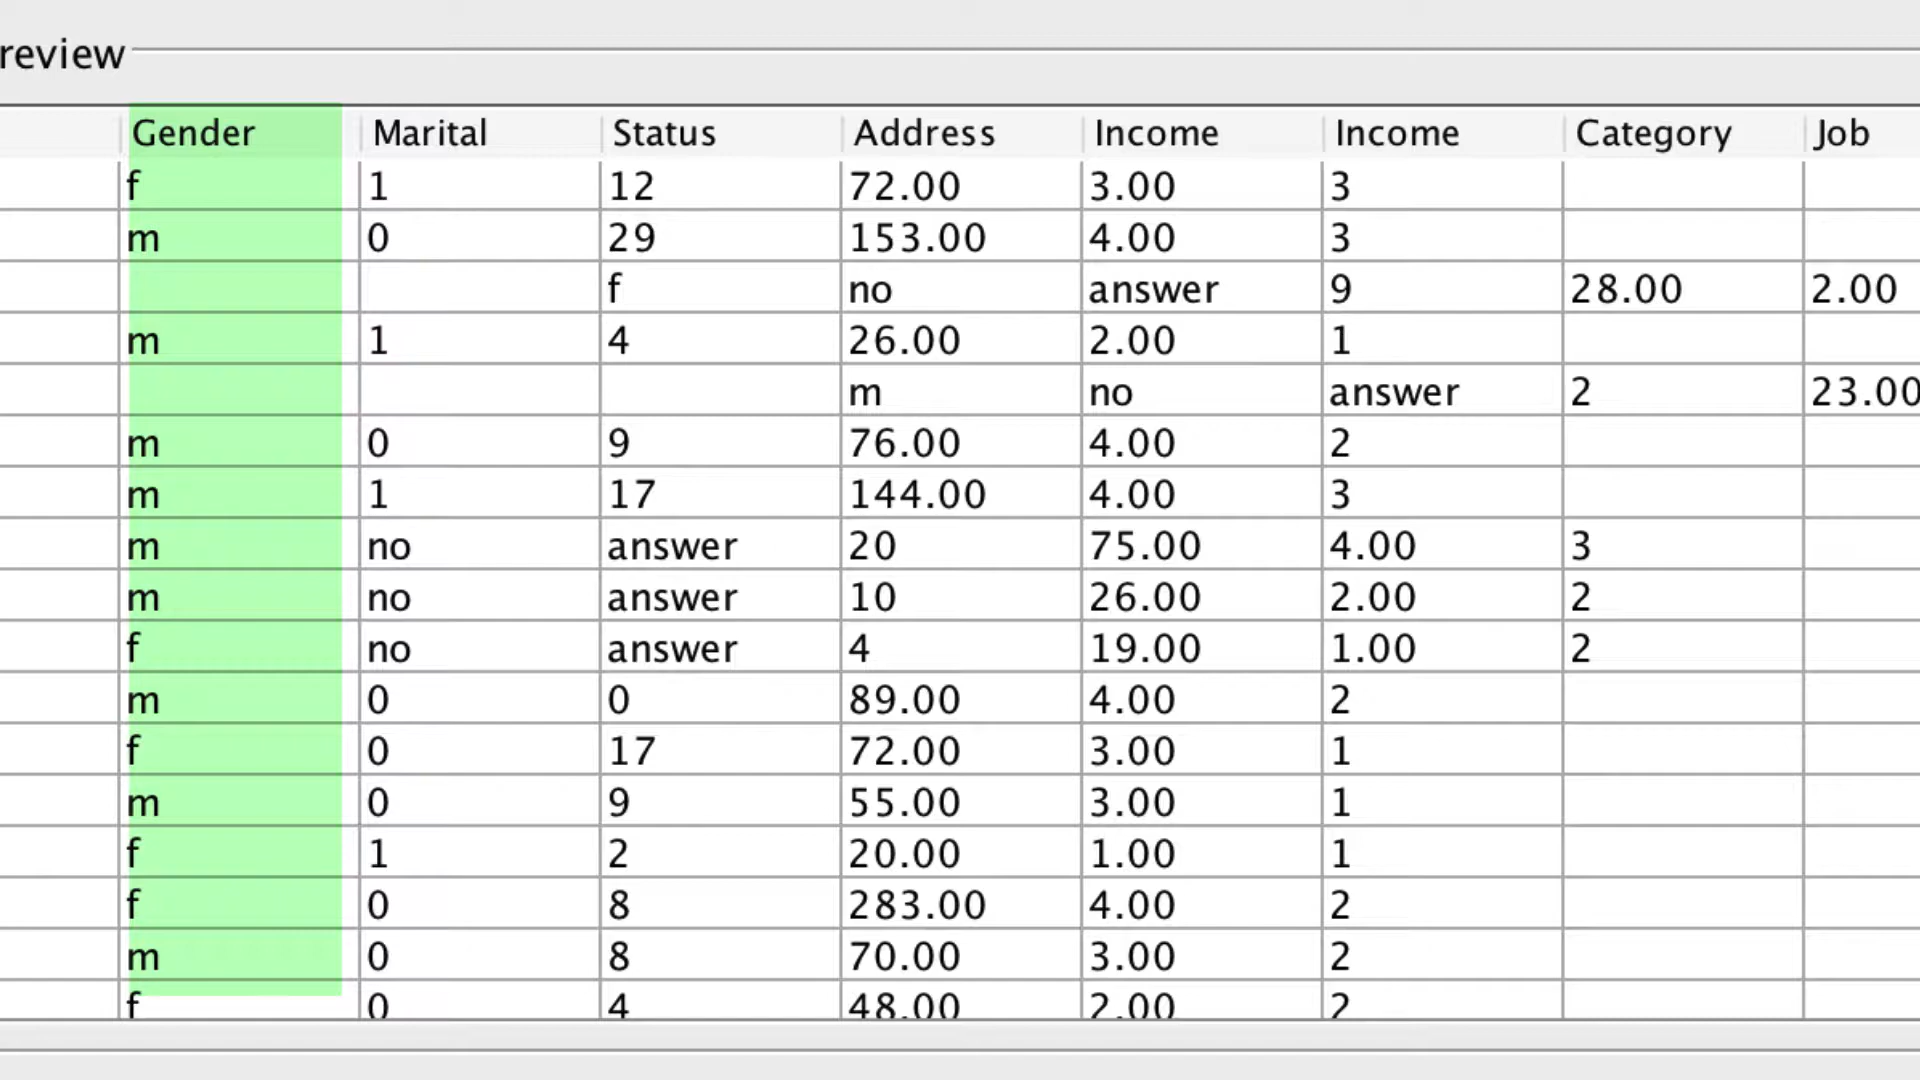 review
Gender Marital Status Address Income Income Category Job
f 1 12 72.00 3.00 3
m 0 29 153.00 4.00 3
f no answer 9 28.00 2.00
m 1 4 26.00 2.00 1
m no answer 2 23.00
m 0 9 76.00 4.00 2
m 1 17 144.00 4.00 3
m no answer 20 75.00 4.00 3
m no answer 10 26.00 2.00 2
f no answer 4 19.00 1.00 2
m 0 0 89.00 4.00 2
f 0 17 72.00 3.00 1
m 0 9 55.00 3.00 1
f 1 2 20.00 1.00 1
f 0 8 283.00 4.00 2
m 0 8 70.00 3.00 2
f 0 4 48.00 2.00 2